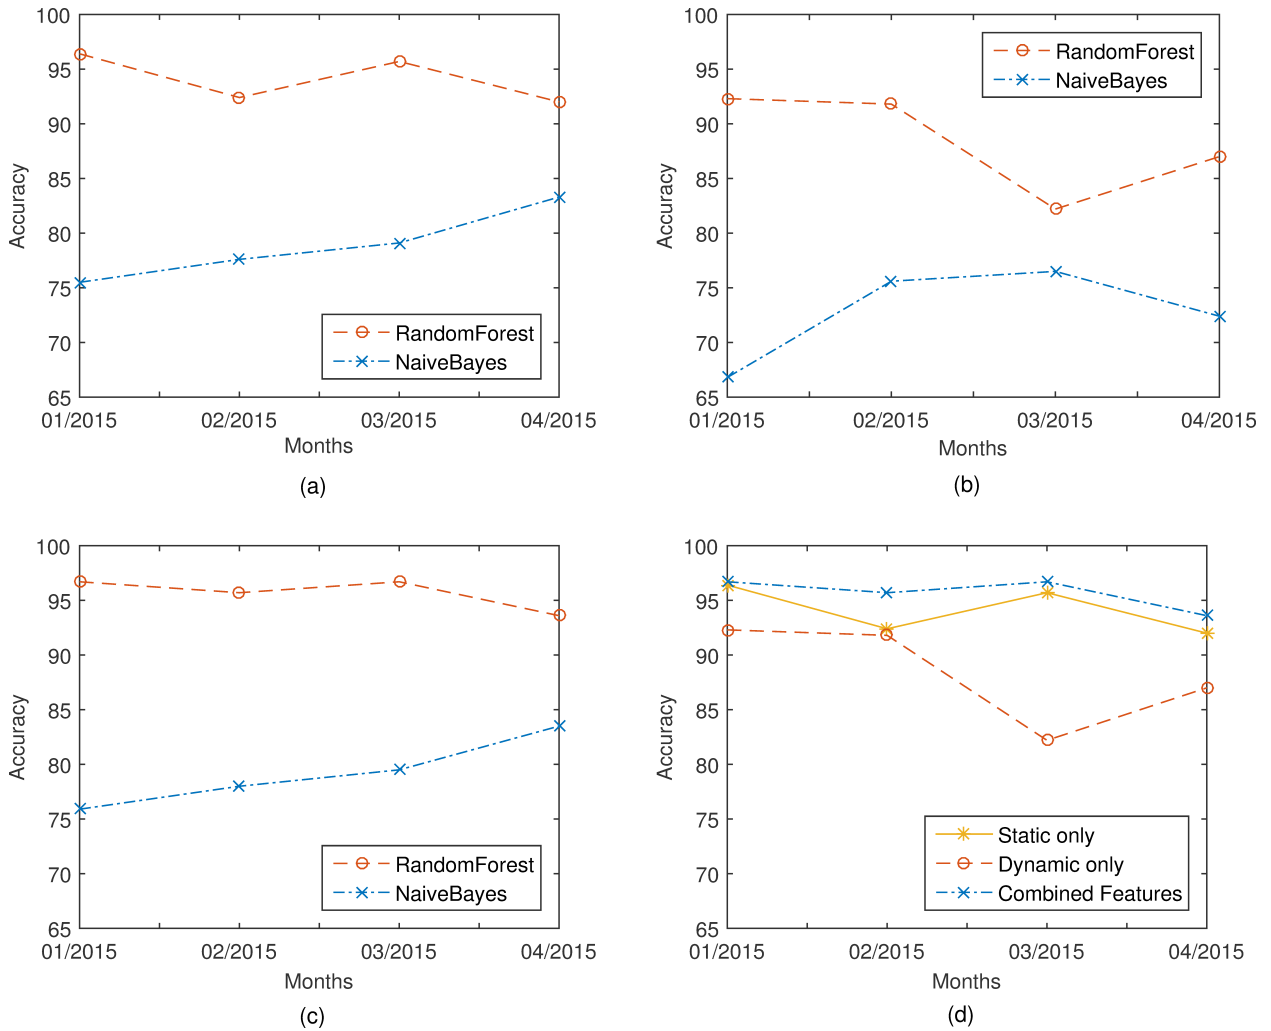 100
95
90
85
80
75
70
65
Accuracy
RandomForest
NaiveBayes
01/2015 02/2015 03/2015 04/2015
Months
(a)
100
95
90
85
80
75
70
65
Accuracy
RandomForest
NaiveBayes
01/2015 02/2015 03/2015 04/2015
Months
(b)
100
95
90
85
80
75
70
65
Accuracy
RandomForest
NaiveBayes
01/2015 02/2015 03/2015 04/2015
Months
(c)
100
95
90
85
80
75
70
65
Accuracy
Static only
Dynamic only
Combined Features
01/2015 02/2015 03/2015 04/2015
Months
(d)